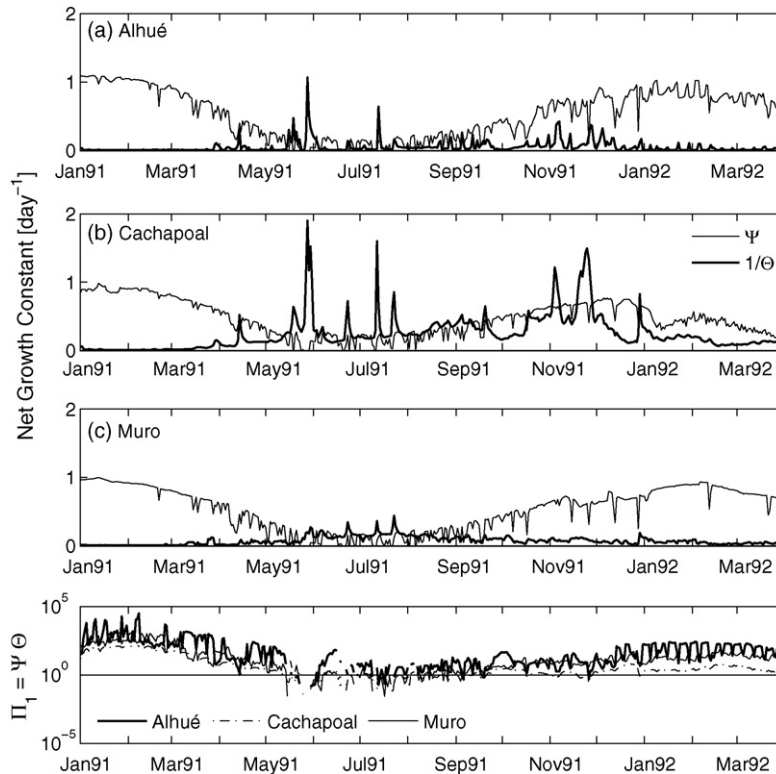 2
(a) Alhué
1
0
Jan91 Mar91 May91 Jul91 Sep91 Nov91 Jan92 Mar92
Net Growth Constant [day⁻¹]
2
(b) Cachapoal
Ψ
1/Θ
1
0
Jan91 Mar91 May91 Jul91 Sep91 Nov91 Jan92 Mar92
2
(c) Muro
1
0
Jan91 Mar91 May91 Jul91 Sep91 Nov91 Jan92 Mar92
Π₁ = Ψ Θ
10⁵
10⁰
10⁻⁵
Alhué Cachapoal Muro
Jan91 Mar91 May91 Jul91 Sep91 Nov91 Jan92 Mar92